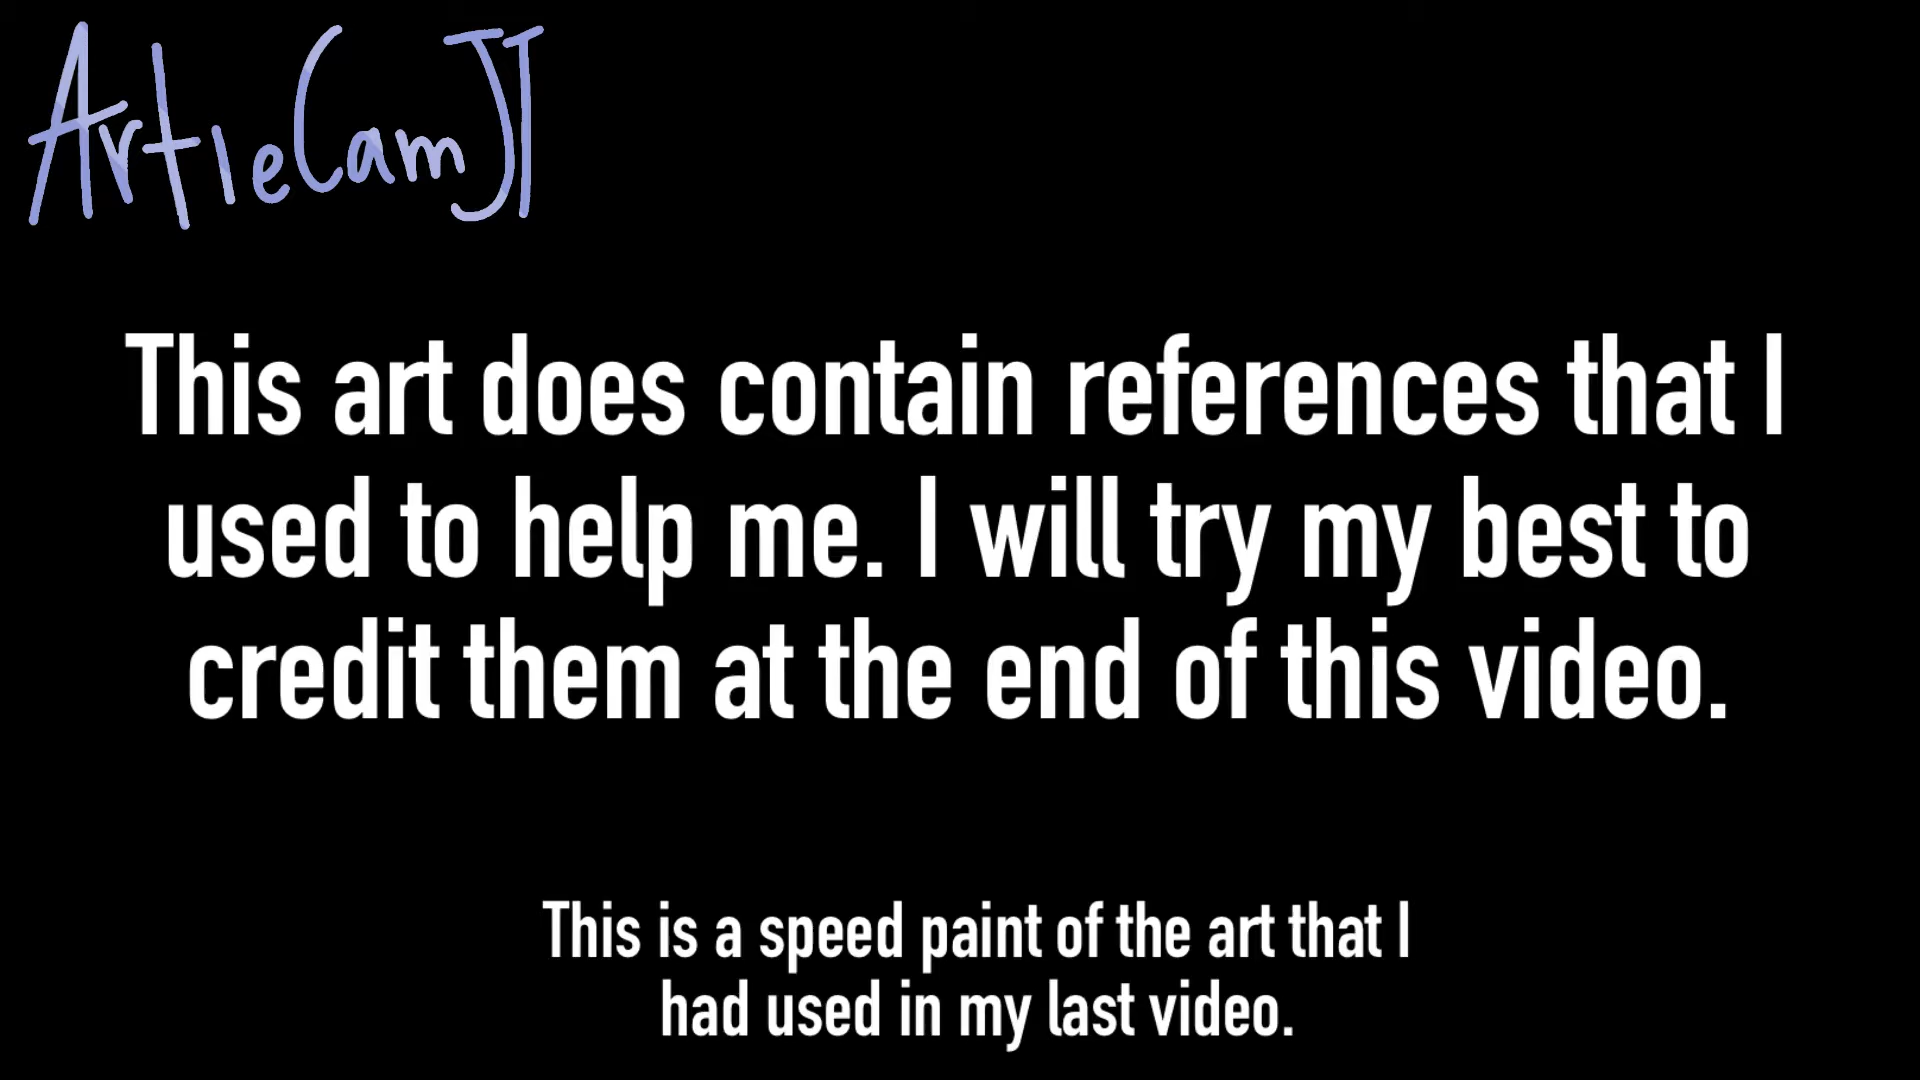 ArtieCamJT
This art does contain references that I
used to help me. I will try my best to
credit them at the end of this video.
This is a speed paint of the art that I
had used in my last video.